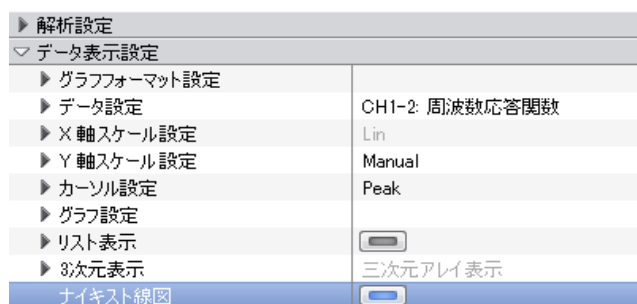 解析設定
データ表示設定
グラフフォーマット設定
データ設定 CH1-2: 周波数応答関数
X 軸スケール設定 Lin
Y 軸スケール設定 Manual
カーソル設定 Peak
グラフ設定
リスト表示
3次元表示 三次元アレイ表示
ナイキスト線図